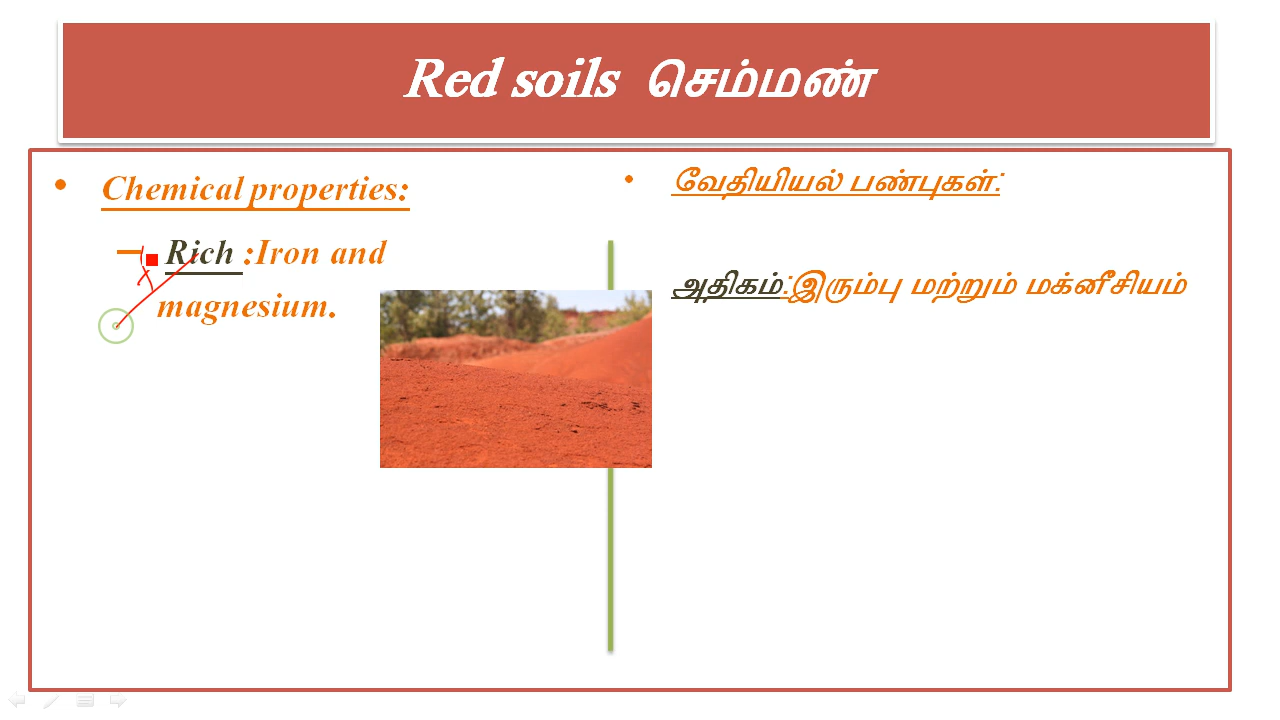 Red soils செம்மண்
Chemical properties:
Rich :Iron and
magnesium.
வேதியியல் பண்புகள்:
அதிகம்:இரும்பு மற்றும் மக்னீசியம்